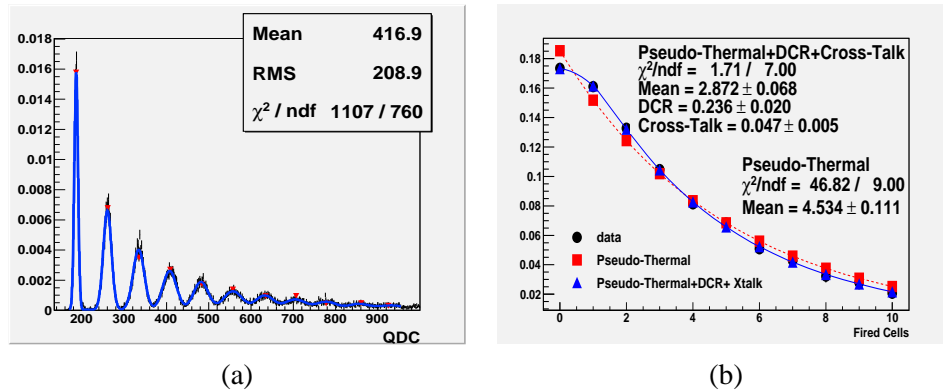 Mean 416.9
RMS 208.9
χ² / ndf 1107 / 760
0.018
0.016
0.014
0.012
0.01
0.008
0.006
0.004
0.002
0
200 300 400 500 600 700 800 900
QDC
(a)
Pseudo-Thermal+DCR+Cross-Talk
χ²/ndf = 1.71 / 7.00
Mean = 2.872 ± 0.068
DCR = 0.236 ± 0.020
Cross-Talk = 0.047 ± 0.005
Pseudo-Thermal
χ²/ndf = 46.82 / 9.00
Mean = 4.534 ± 0.111
data
Pseudo-Thermal
Pseudo-Thermal+DCR+ Xtalk
0.18
0.16
0.14
0.12
0.1
0.08
0.06
0.04
0.02
0 2 4 6 8 10
Fired Cells
(b)